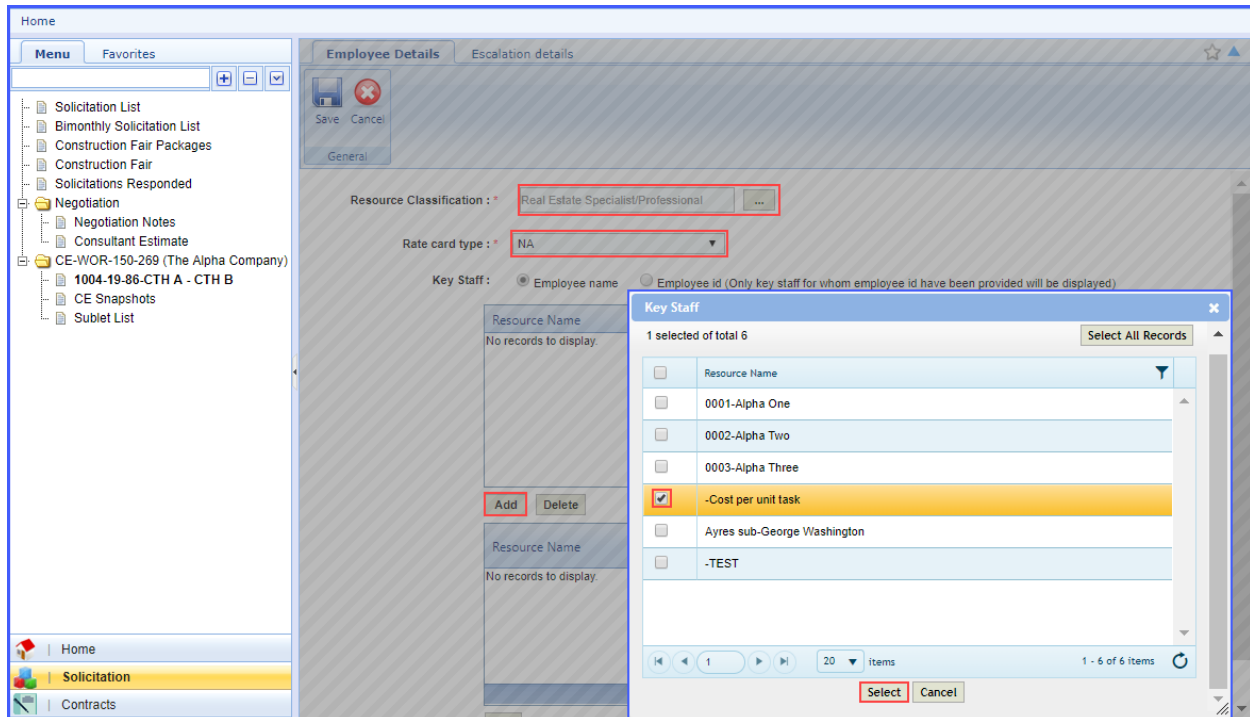 Home
Menu Favorites
Solicitation List
Bimonthly Solicitation List
Construction Fair Packages
Construction Fair
Solicitations Responded
Negotiation
Negotiation Notes
Consultant Estimate
CE-WOR-150-269 (The Alpha Company)
1004-19-86-CTH A - CTH B
CE Snapshots
Sublet List
Home
Solicitation
Contracts
Employee Details Escalation details
Save Cancel
General
Resource Classification : * Real Estate Specialist/Professional ...
Rate card type : * NA
Key Staff : Employee name Employee id (Only key staff for whom employee id have been provided will be displayed)
Resource Name
No records to display.
Add Delete
Resource Name
No records to display.
Key Staff
1 selected of total 6 Select All Records
Resource Name
0001-Alpha One
0002-Alpha Two
0003-Alpha Three
-Cost per unit task
Ayres sub-George Washington
-TEST
1 20 items 1 - 6 of 6 items
Select Cancel